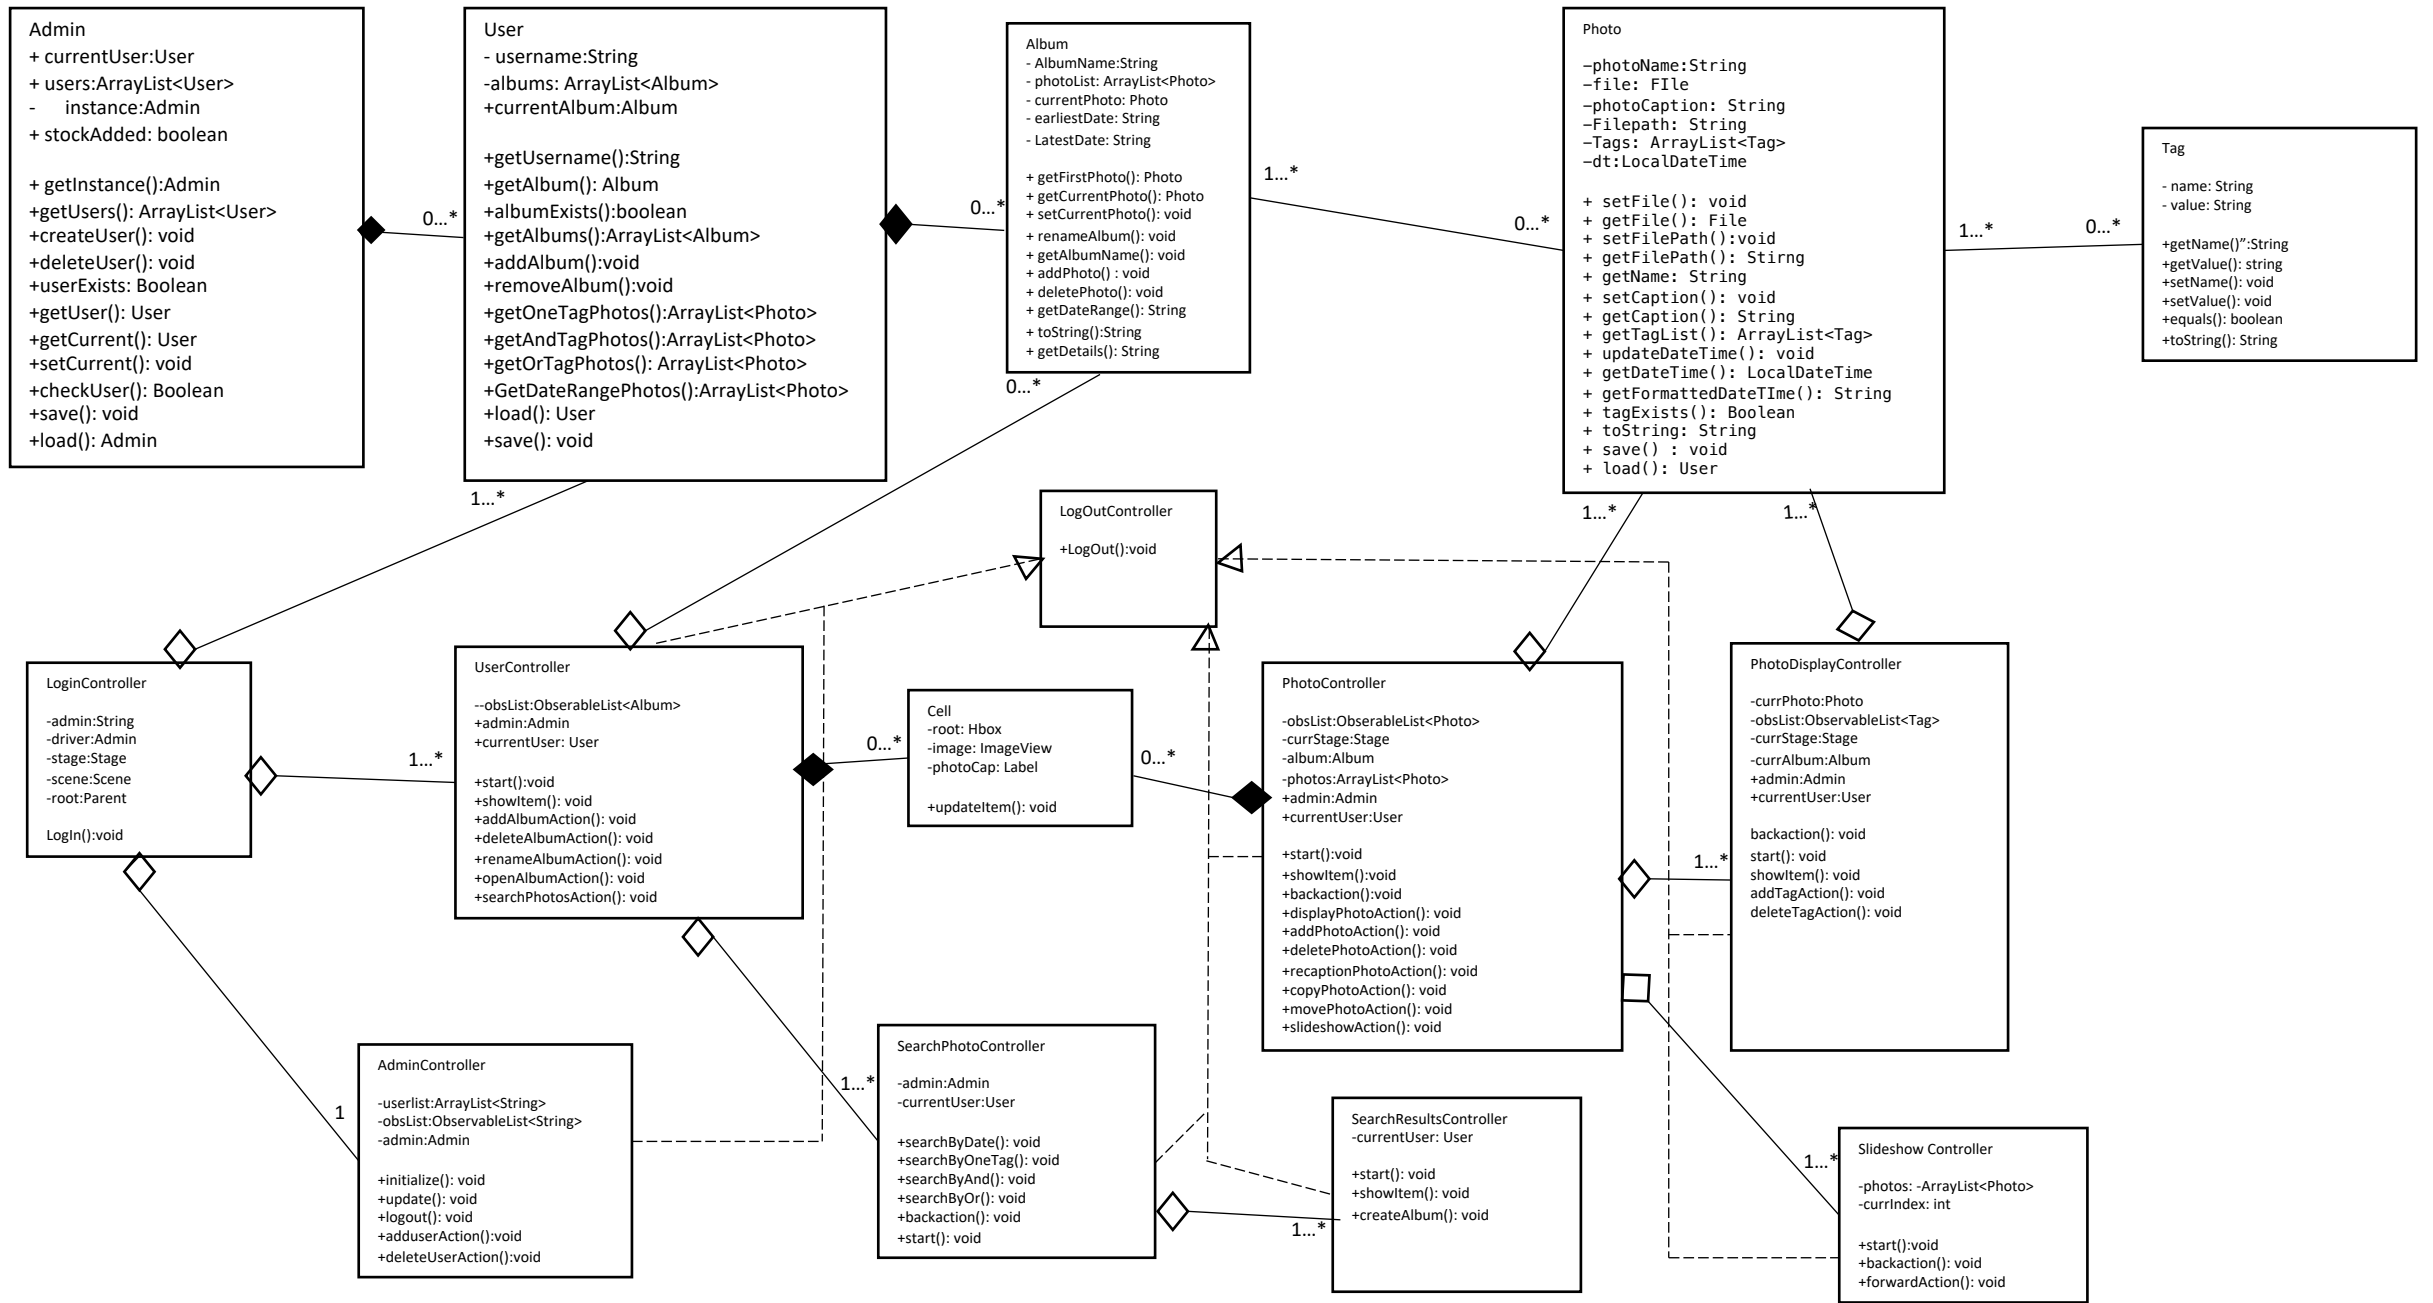 Admin
+ currentUser:User
+ users:ArrayList<User>
-    instance:Admin
+ stockAdded: boolean
+ getInstance():Admin
+getUsers(): ArrayList<User>
+createUser(): void
+deleteUser(): void
+userExists: Boolean
+getUser(): User
+getCurrent(): User
+setCurrent(): void
+checkUser(): Boolean
+save(): void
+load(): Admin
0...*
User
- username:String
-albums: ArrayList<Album>
+currentAlbum:Album
+getUsername():String
+getAlbum(): Album
+albumExists():boolean
+getAlbums():ArrayList<Album>
+addAlbum():void
+removeAlbum():void
+getOneTagPhotos():ArrayList<Photo>
+getAndTagPhotos():ArrayList<Photo>
+getOrTagPhotos(): ArrayList<Photo>
+GetDateRangePhotos():ArrayList<Photo>
+load(): User
+save(): void
0...*
Album
- AlbumName:String
- photoList: ArrayList<Photo>
- currentPhoto: Photo
- earliestDate: String
- LatestDate: String
+ getFirstPhoto(): Photo
+ getCurrentPhoto(): Photo
+ setCurrentPhoto(): void
+ renameAlbum(): void
+ getAlbumName(): void
+ addPhoto() : void
+ deletePhoto(): void
+ getDateRange(): String
+ toString():String
+ getDetails(): String
1...*
0...*
Photo
–photoName:String
–file: FIle
–photoCaption: String
–Filepath: String
–Tags: ArrayList<Tag>
–dt:LocalDateTime
+ setFile(): void
+ getFile(): File
+ setFilePath():void
+ getFilePath(): Stirng
+ getName: String
+ setCaption(): void
+ getCaption(): String
+ getTagList(): ArrayList<Tag>
+ updateDateTime(): void
+ getDateTime(): LocalDateTime
+ getFormattedDateTIme(): String
+ tagExists(): Boolean
+ toString: String
+ save() : void
+ load(): User
1...*
0...*
Tag
- name: String
- value: String
+getName()”:String
+getValue(): string
+setName(): void
+setValue(): void
+equals(): boolean
+toString(): String
1...*
0...*
1...*
1...*
LogOutController
+LogOut():void
LoginController
-admin:String
-driver:Admin
-stage:Stage
-scene:Scene
-root:Parent
LogIn():void
1...*
UserController
--obsList:ObserableList<Album>
+admin:Admin
+currentUser: User
+start():void
+showItem(): void
+addAlbumAction(): void
+deleteAlbumAction(): void
+renameAlbumAction(): void
+openAlbumAction(): void
+searchPhotosAction(): void
0...*
Cell
-root: Hbox
-image: ImageView
-photoCap: Label
+updateItem(): void
0...*
PhotoController
-obsList:ObserableList<Photo>
-currStage:Stage
-album:Album
-photos:ArrayList<Photo>
+admin:Admin
+currentUser:User
+start():void
+showItem():void
+backaction():void
+displayPhotoAction(): void
+addPhotoAction(): void
+deletePhotoAction(): void
+recaptionPhotoAction(): void
+copyPhotoAction(): void
+movePhotoAction(): void
+slideshowAction(): void
1...*
PhotoDisplayController
-currPhoto:Photo
-obsList:ObservableList<Tag>
-currStage:Stage
-currAlbum:Album
+admin:Admin
+currentUser:User
backaction(): void
start(): void
showItem(): void
addTagAction(): void
deleteTagAction(): void
1
AdminController
-userlist:ArrayList<String>
-obsList:ObservableList<String>
-admin:Admin
+initialize(): void
+update(): void
+logout(): void
+adduserAction():void
+deleteUserAction():void
1...*
SearchPhotoController
-admin:Admin
-currentUser:User
+searchByDate(): void
+searchByOneTag(): void
+searchByAnd(): void
+searchByOr(): void
+backaction(): void
+start(): void
1...*
SearchResultsController
-currentUser: User
+start(): void
+showItem(): void
+createAlbum(): void
1...*
Slideshow Controller
-photos: -ArrayList<Photo>
-currIndex: int
+start():void
+backaction(): void
+forwardAction(): void